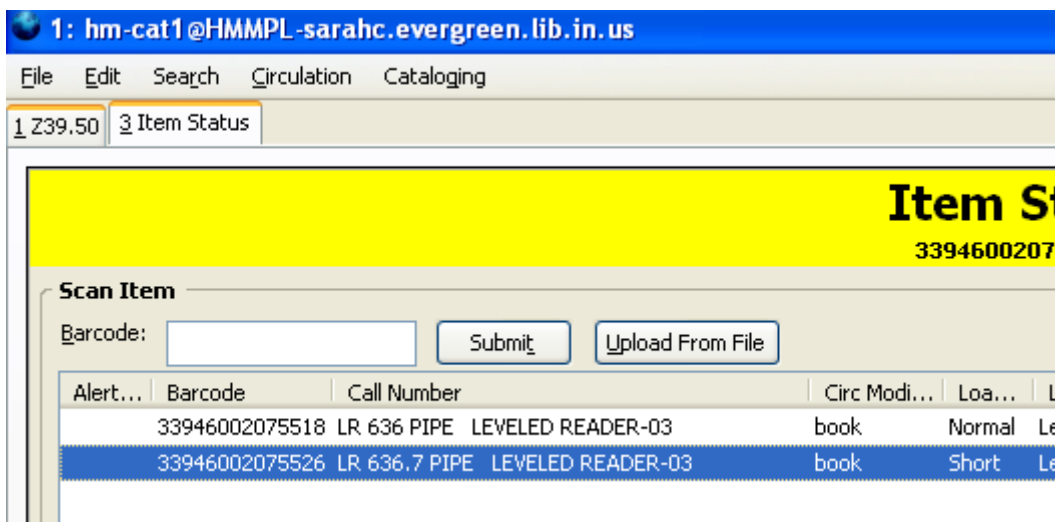 1: hm-cat1@HMMPL-sarahc.evergreen.lib.in.us
File Edit Search Circulation Cataloging
1 Z39.50 3 Item Status
Item St
3394600207
Scan Item
Barcode: Submit Upload From File
Alert... Barcode Call Number Circ Modi... Loa... L
33946002075518 LR 636 PIPE LEVELED READER-03 book Normal Le
33946002075526 LR 636.7 PIPE LEVELED READER-03 book Short Le